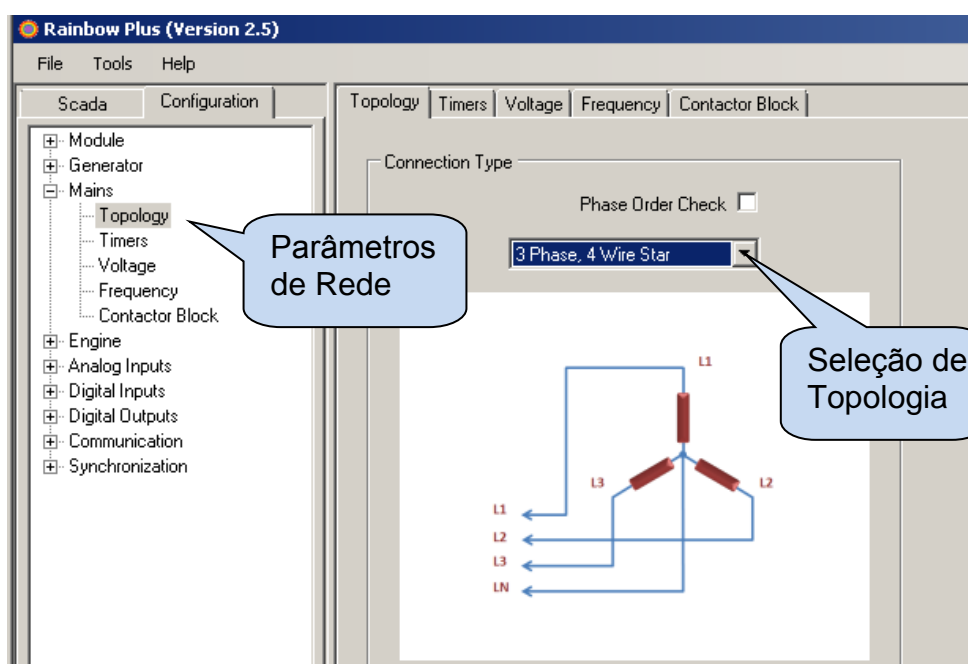 Rainbow Plus (Version 2.5)
File Tools Help
Scada Configuration
Topology Timers Voltage Frequency Contactor Block
Module
Generator
Mains
Topology
Timers
Voltage
Frequency
Contactor Block
Engine
Analog Inputs
Digital Inputs
Digital Outputs
Communication
Synchronization
Parâmetros
de Rede
Connection Type
Phase Order Check
3 Phase, 4 Wire Star
Seleção de
Topologia
L1
L3
L2
L1
L2
L3
LN